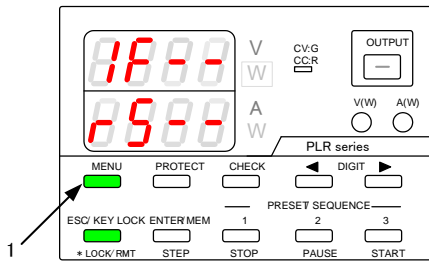 1F--
V
W
CV:G
CC:R
OUTPUT
rS--
A
W
V(W) A(W)
PLR series
MENU PROTECT CHECK ◀ DIGIT ▶
PRESET/ SEQUENCE
ESC/ KEY LOCK ENTER/MEM 1 2 3
1
* LOCK/ RMT STEP STOP PAUSE START